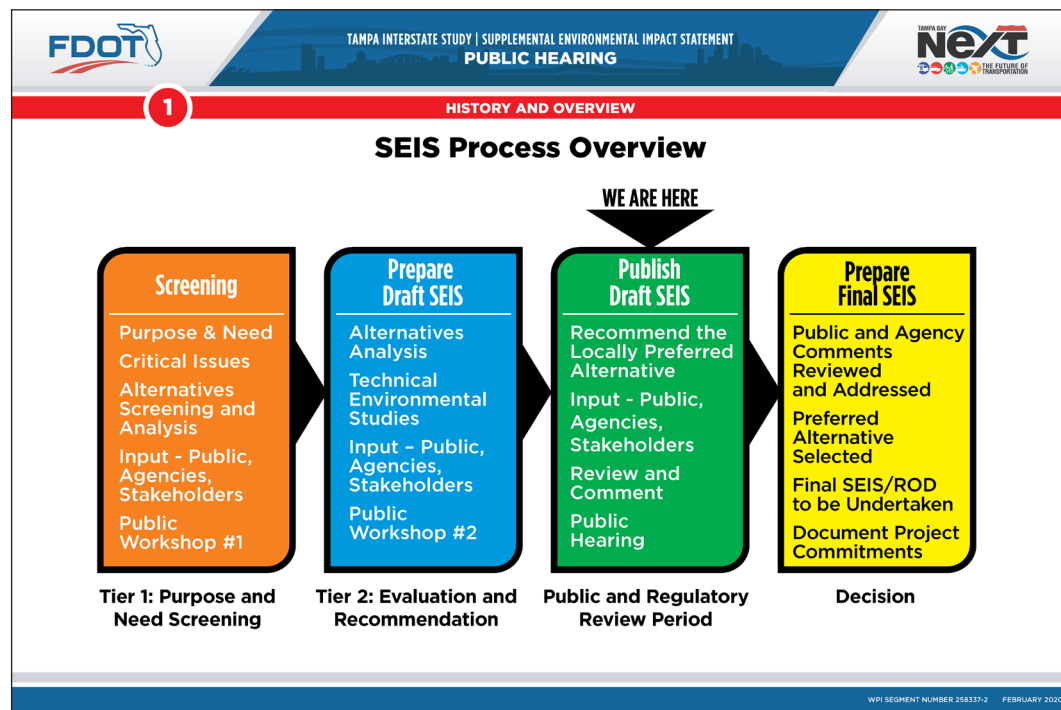 FDOT
TAMPA INTERSTATE STUDY | SUPPLEMENTAL ENVIRONMENTAL IMPACT STATEMENT
PUBLIC HEARING
TAMPA BAY
NEXT
THE FUTURE OF
TRANSPORTATION
1
HISTORY AND OVERVIEW
SEIS Process Overview
WE ARE HERE
Screening
Purpose & Need
Critical Issues
Alternatives
Screening and
Analysis
Input - Public,
Agencies,
Stakeholders
Public
Workshop #1
Tier 1: Purpose and
Need Screening
Prepare
Draft SEIS
Alternatives
Analysis
Technical
Environmental
Studies
Input – Public,
Agencies,
Stakeholders
Public
Workshop #2
Tier 2: Evaluation and
Recommendation
Publish
Draft SEIS
Recommend the
Locally Preferred
Alternative
Input - Public,
Agencies,
Stakeholders
Review and
Comment
Public
Hearing
Public and Regulatory
Review Period
Prepare
Final SEIS
Public and Agency
Comments
Reviewed
and Addressed
Preferred
Alternative
Selected
Final SEIS/ROD
to be Undertaken
Document Project
Commitments
Decision
WPI SEGMENT NUMBER 258337-2 FEBRUARY 2020